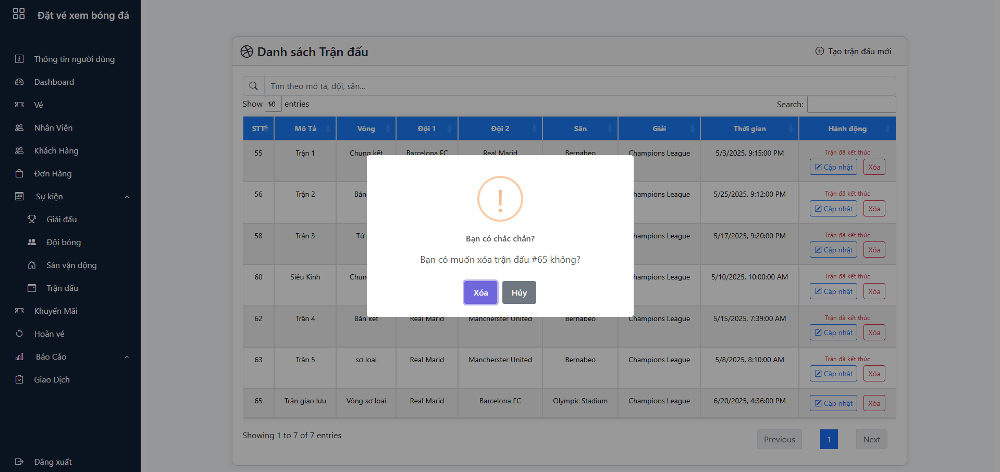 Đặt vé xem bóng đá
Thông tin người dùng
Dashboard
Vé
Nhân Viên
Khách Hàng
Đơn Hàng
Sự kiện
Giải đấu
Đội bóng
Sân vận động
Trận đấu
Khuyến Mãi
Hoàn vé
Báo Cáo
Giao Dịch
Đăng xuất
Danh sách Trận đấu
Tạo trận đấu mới
Tìm theo mô tả, đội, sân...
Show 10 entries
Search:
STT Mô Tả Vòng Đội 1 Đội 2 Sân Giải Thời gian Hành động
55 Trận 1 Chung kết Barcelona FC Real Marid Bernabeo Champions League 5/3/2025, 9:15:00 PM Trận đã kết thúc
Cập nhật Xóa
56 Trận 2 Bán hampions League 5/25/2025, 9:12:00 PM Trận đã kết thúc
Cập nhật Xóa
58 Trận 3 Tứ hampions League 5/17/2025, 9:20:00 PM Trận đã kết thúc
Cập nhật Xóa
60 Siêu Kinh Chun hampions League 5/10/2025, 10:00:00 AM Trận đã kết thúc
Cập nhật Xóa
62 Trận 4 Bán kết Real Marid Mancherster United Bernabeo Champions League 5/15/2025, 7:39:00 AM Trận đã kết thúc
Cập nhật Xóa
63 Trận 5 sơ loại Real Marid Mancherster United Bernabeo Champions League 5/8/2025, 8:10:00 AM Trận đã kết thúc
Cập nhật Xóa
65 Trận giao lưu Vòng sơ loại Real Marid Barcelona FC Olympic Stadium Champions League 6/20/2025, 4:36:00 PM Cập nhật Xóa
Showing 1 to 7 of 7 entries
Previous 1 Next
Bạn có chắc chắn?
Bạn có muốn xóa trận đấu #65 không?
Xóa Hủy